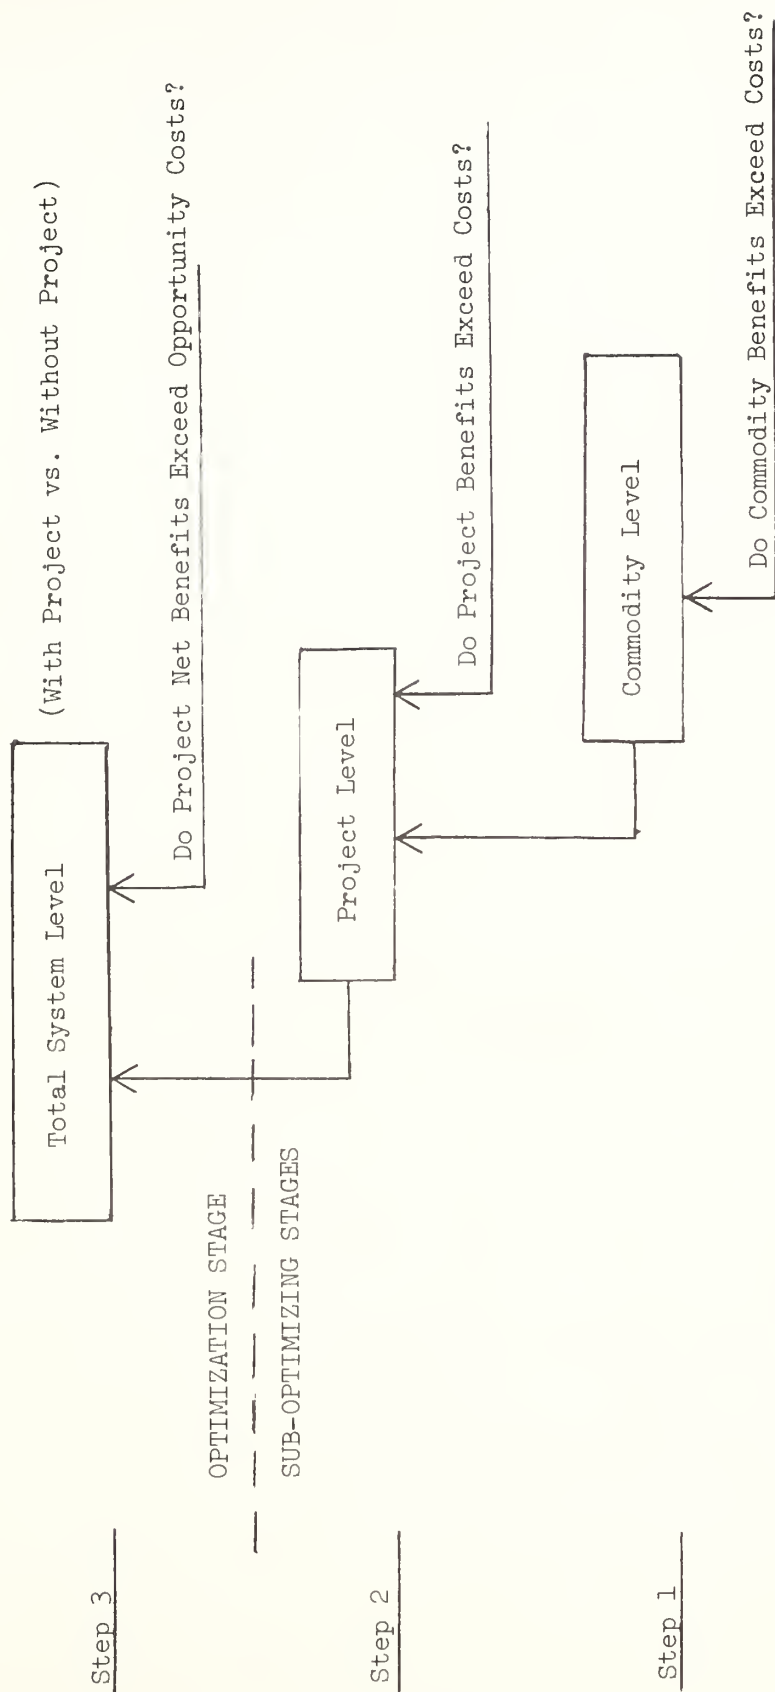 (With Project vs. Without Project)
Total System Level
Step 3
Do Project Net Benefits Exceed Opportunity Costs?
OPTIMIZATION STAGE
SUB-OPTIMIZING STAGES
Project Level
Step 2
Do Project Benefits Exceed Costs?
Commodity Level
Step 1
Do Commodity Benefits Exceed Costs?